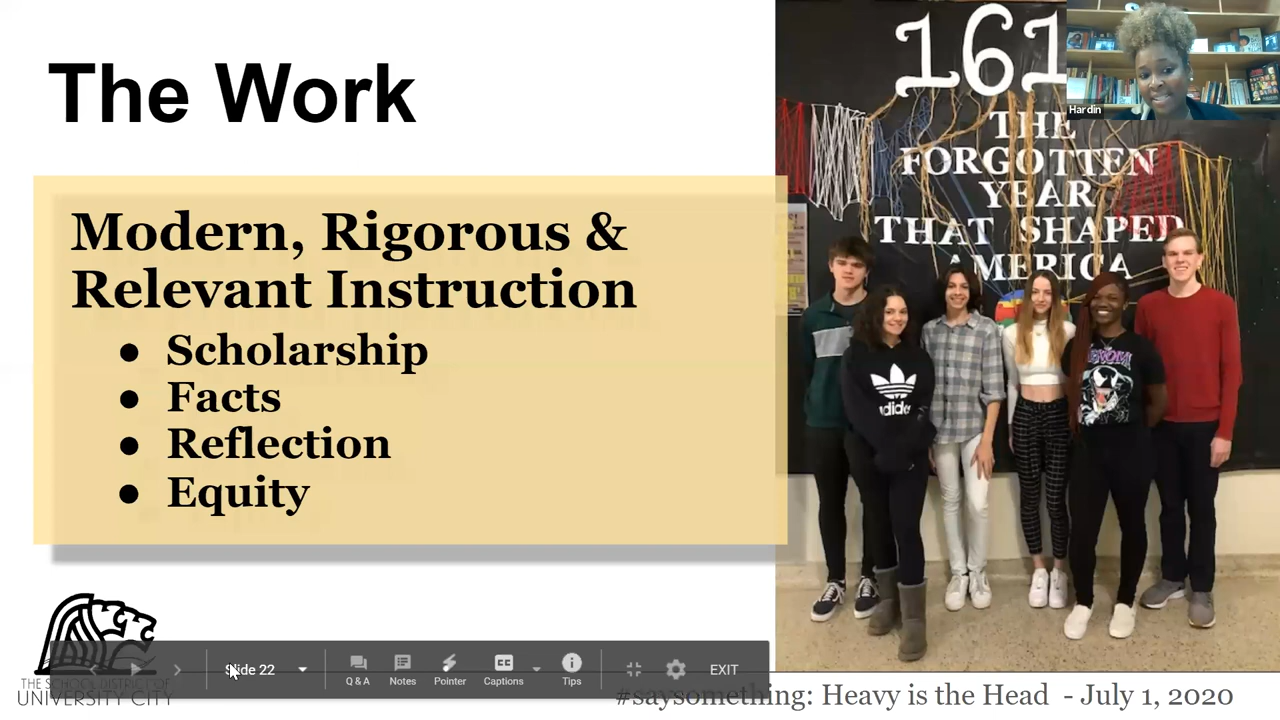 The Work
Modern, Rigorous &
Relevant Instruction
● Scholarship
● Facts
● Reflection
● Equity
161
THE
FORGOTTEN
YEAR
THAT SHAPED
AMERICA
Hardin
adidas
VENOM
Slide 22
Q & A
Notes
Pointer
Captions
Tips
EXIT
THE SCHOOL DISTRICT OF
UNIVERSITY CITY
#saysomething: Heavy is the Head - July 1, 2020